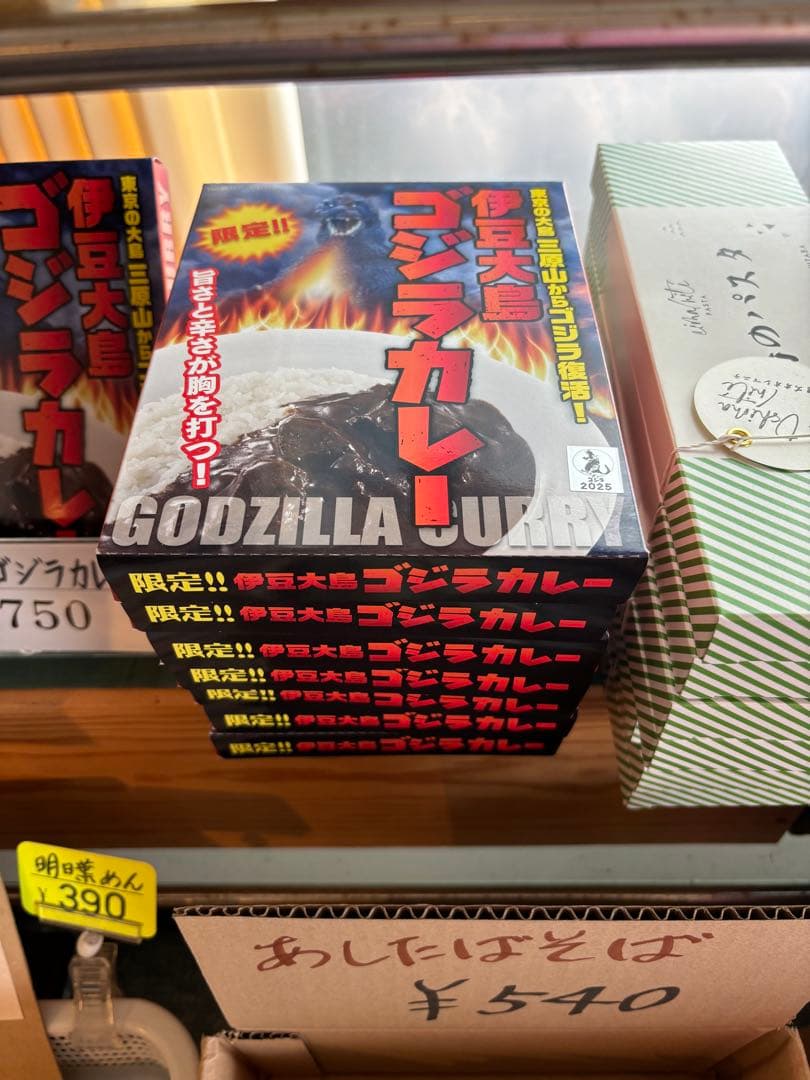 東京の大島 三原山から
伊豆大島
ゴジラカレー
ゴジラカレ
750
東京の大島 三原山からゴジラ復活!
伊豆大島
ゴジラカレー
限定!!
旨さと辛さが胸を打つ!
GODZILLA CURRY
ゴジラ
2025
限定!! 伊豆大島 ゴジラカレー
限定!! 伊豆大島 ゴジラカレー
限定!! 伊豆大島 ゴジラカレー
限定!! 伊豆大島 ゴジラカレー
限定!! 伊豆大島 ゴジラカレー
限定!! 伊豆大島 ゴジラカレー
限定!! 伊豆大島 ゴジラカレー
のパスタ
PASTA
明日葉めん
¥390
あしたばそば
¥540